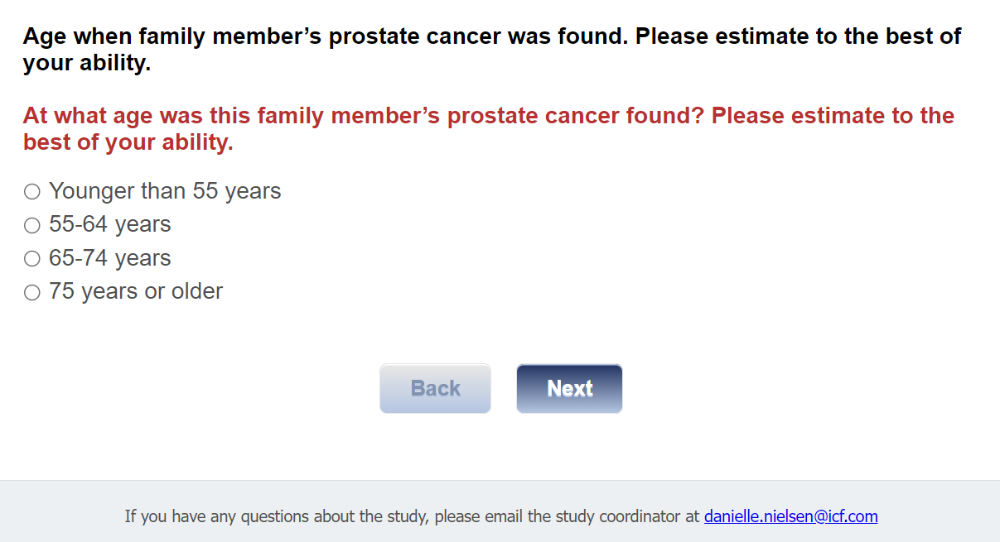 Age when family member’s prostate cancer was found. Please estimate to the best of
your ability.
At what age was this family member’s prostate cancer found? Please estimate to the
best of your ability.
Younger than 55 years
55-64 years
65-74 years
75 years or older
Back
Next
If you have any questions about the study, please email the study coordinator at danielle.nielsen@icf.com